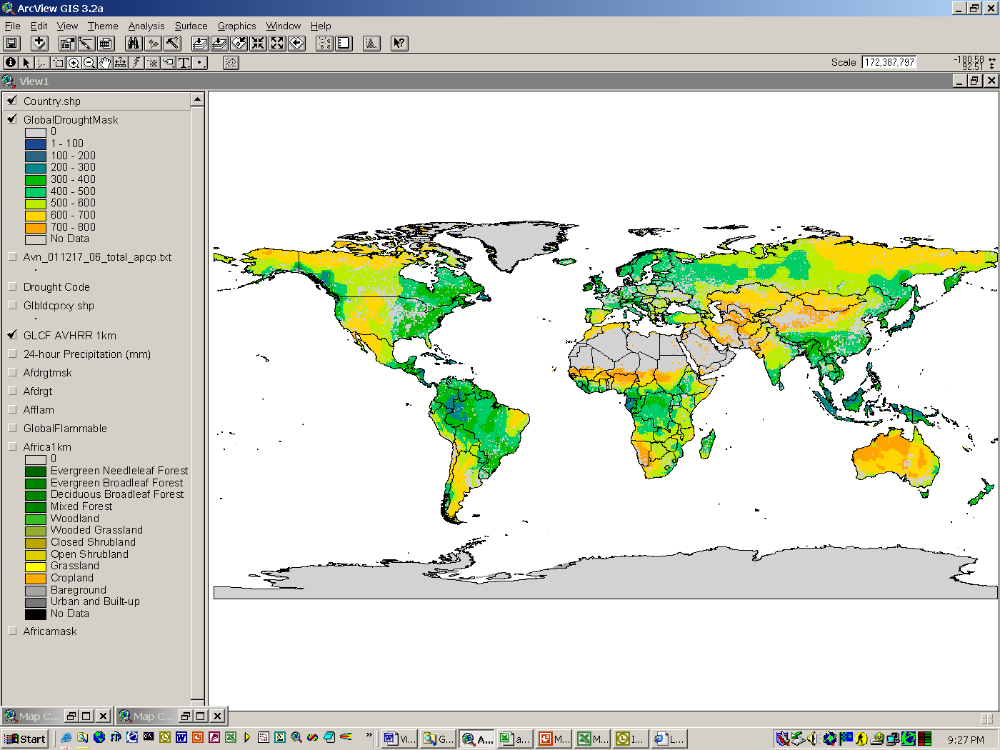 ArcView GIS 3.2a
File Edit View Theme Analysis Surface Graphics Window Help
Scale 172,387,797 -180.58
92.51
View1
Country.shp
GlobalDroughtMask
0
1 - 100
100 - 200
200 - 300
300 - 400
400 - 500
500 - 600
600 - 700
700 - 800
No Data
Avn_011217_06_total_apcp.txt
Drought Code
Glbldcprxy.shp
GLCF AVHRR 1km
24-hour Precipitation (mm)
Afdrgtmsk
Afdrgt
Afflam
GlobalFlammable
Africa1km
0
Evergreen Needleleaf Forest
Evergreen Broadleaf Forest
Deciduous Broadleaf Forest
Mixed Forest
Woodland
Wooded Grassland
Closed Shrubland
Open Shrubland
Grassland
Cropland
Bareground
Urban and Built-up
No Data
Africamask
Map C... Map C...
Start » Vi... G... A... a... M... M... I... L... 9:27 PM